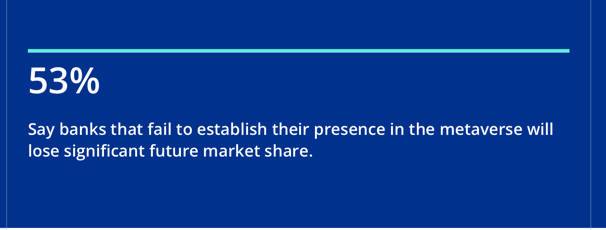 53%
Say banks that fail to establish their presence in the metaverse will
lose significant future market share.